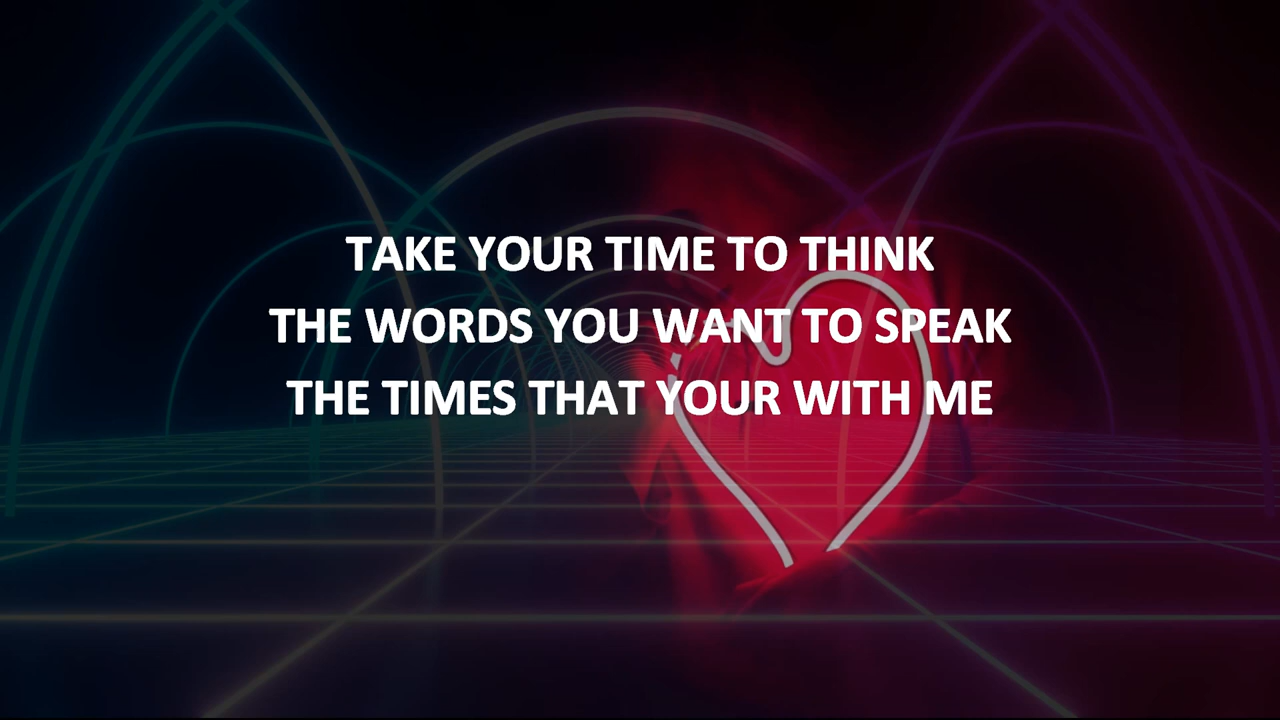 TAKE YOUR TIME TO THINK
THE WORDS YOU WANT TO SPEAK
THE TIMES THAT YOUR WITH ME